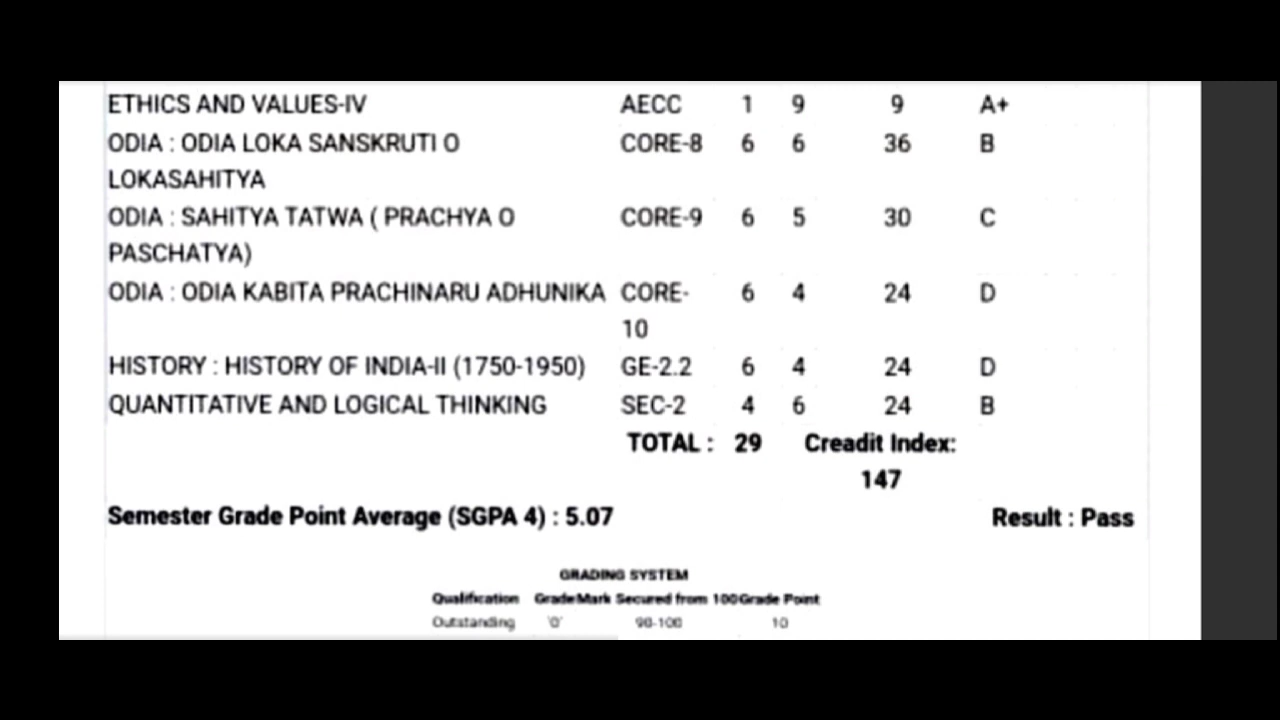 ETHICS AND VALUES-IV AECC 1 9 9 A+
ODIA : ODIA LOKA SANSKRUTI O CORE-8 6 6 36 B
LOKASAHITYA
ODIA : SAHITYA TATWA ( PRACHYA O CORE-9 6 5 30 C
PASCHATYA)
ODIA : ODIA KABITA PRACHINARU ADHUNIKA CORE- 6 4 24 D
10
HISTORY : HISTORY OF INDIA-II (1750-1950) GE-2.2 6 4 24 D
QUANTITATIVE AND LOGICAL THINKING SEC-2 4 6 24 B
TOTAL : 29 Creadit Index:
147
Semester Grade Point Average (SGPA 4) : 5.07 Result : Pass
GRADING SYSTEM
Qualification Grade Mark Secured from 100 Grade Point
Outstanding 'O' 90-100 10